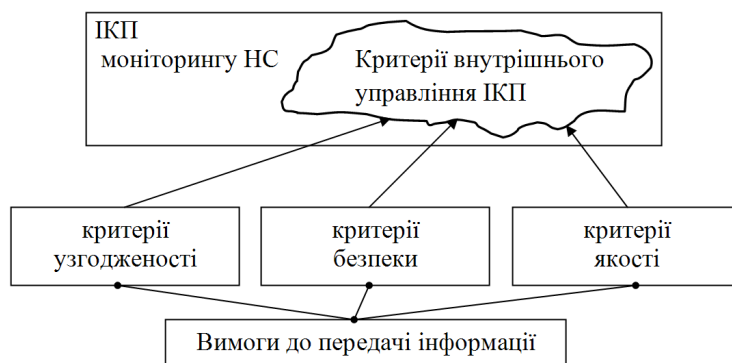 ІКП
моніторингу НС
Критерії внутрішнього
управління ІКП
критерії
узгодженості
критерії
безпеки
критерії
якості
Вимоги до передачі інформації